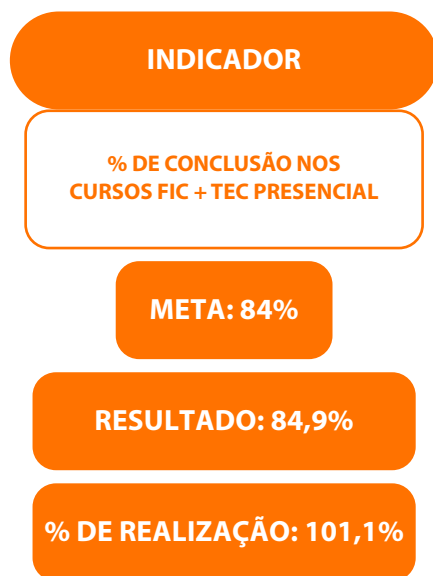 INDICADOR
% DE CONCLUSÃO NOS
CURSOS FIC + TEC PRESENCIAL
META: 84%
RESULTADO: 84,9%
% DE REALIZAÇÃO: 101,1%